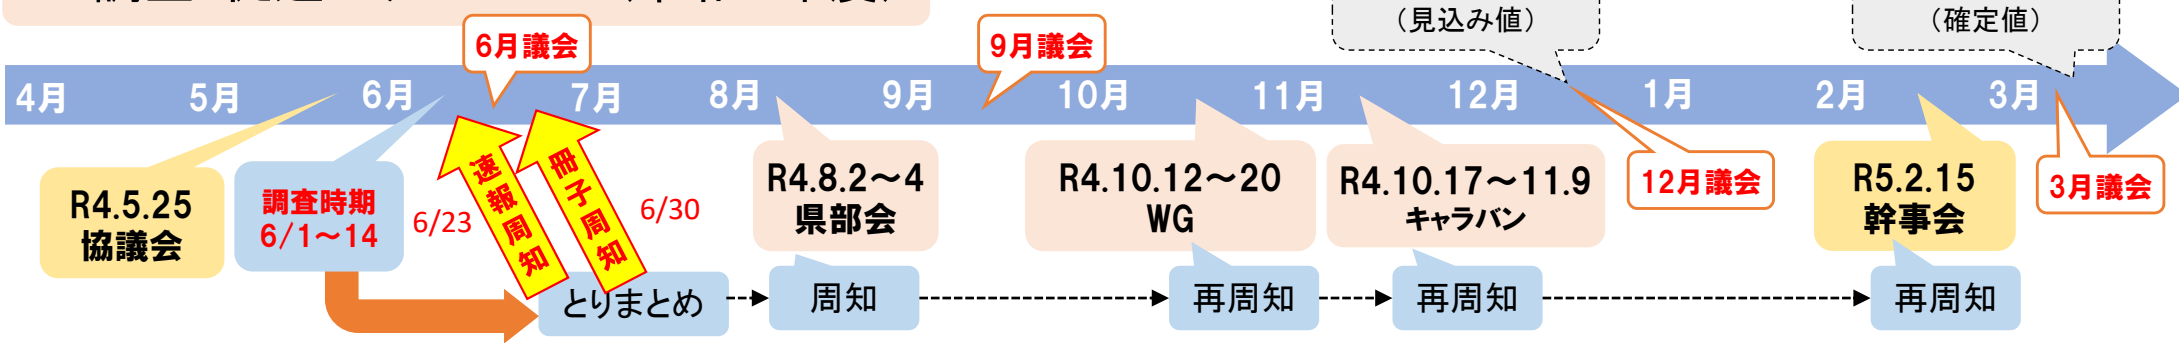 (見込み値)
(確定値)
6月議会
9月議会
4月
5月
6月
7月
8月
9月
10月
11月
12月
1月
2月
3月
R4.5.25
協議会
調査時期
6/1～14
6/23
速報周知
冊子周知
6/30
R4.8.2～4
県部会
R4.10.12～20
WG
R4.10.17～11.9
キャラバン
12月議会
R5.2.15
幹事会
3月議会
とりまとめ
周知
再周知
再周知
再周知